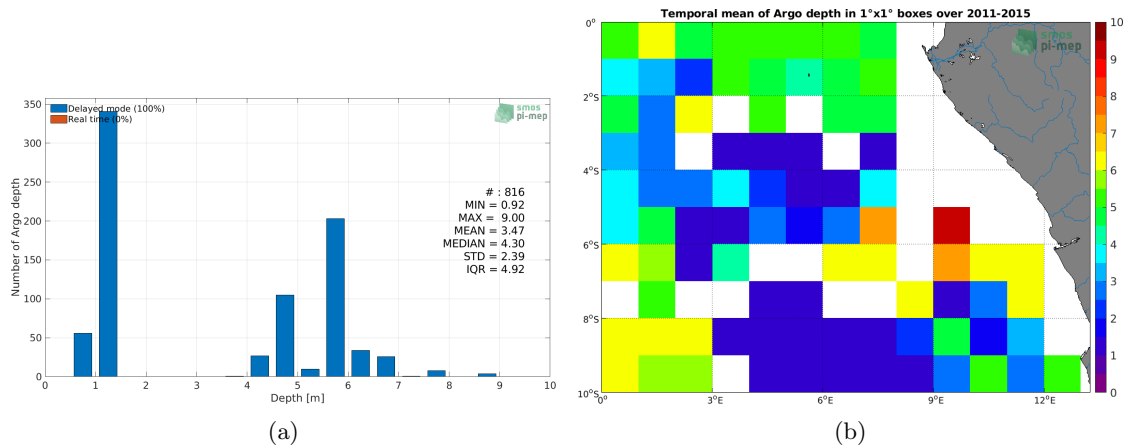 350
300
250
200
150
100
50
0
Number of Argo depth
Delayed mode (100%)
Real time (0%)
smos
pi-mep
# : 816
MIN = 0.92
MAX = 9.00
MEAN = 3.47
MEDIAN = 4.30
STD = 2.39
IQR = 4.92
0 1 2 3 4 5 6 7 8 9 10
Depth [m]
(a)
Temporal mean of Argo depth in 1°x1° boxes over 2011-2015
smos
pi-mep
0°
2°S
4°S
6°S
8°S
10°S
0° 3°E 6°E 9°E 12°E
10
9
8
7
6
5
4
3
2
1
0
(b)